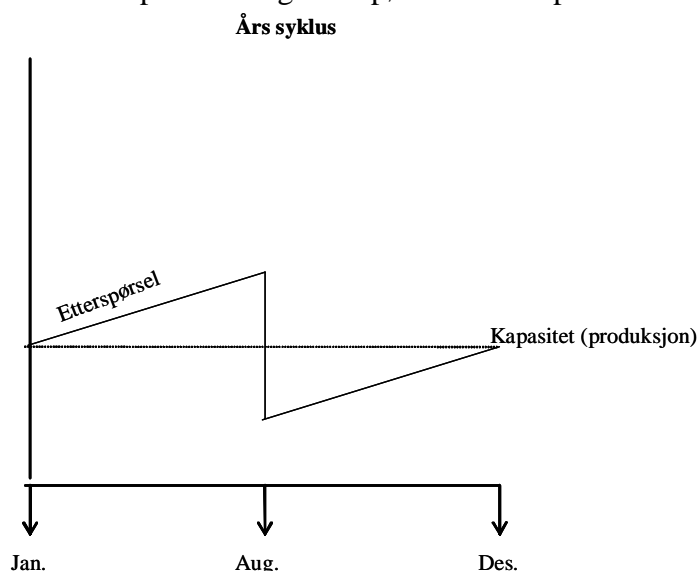 Års syklus
Etterspørsel
Kapasitet (produksjon)
Jan.
Aug.
Des.